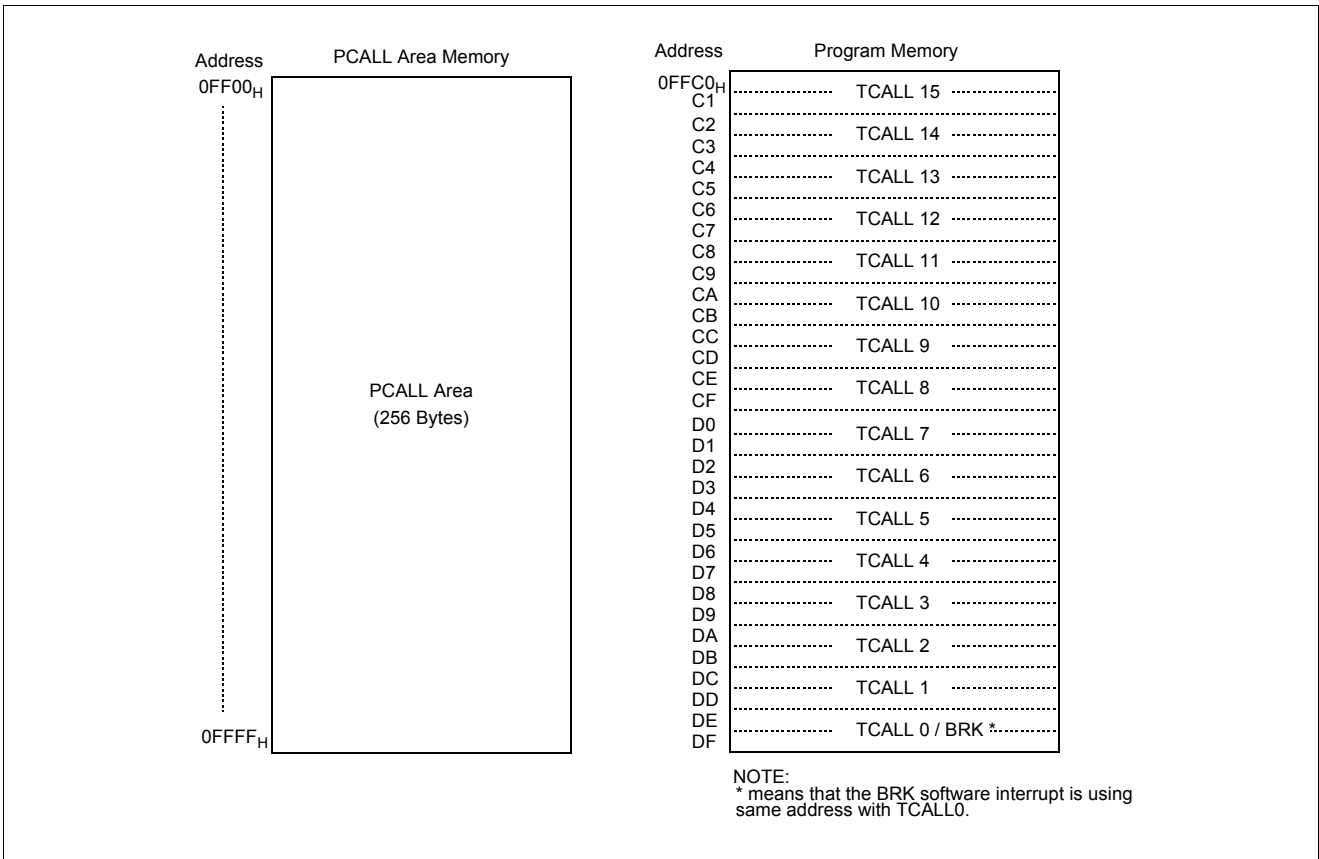 Address PCALL Area Memory
0FF00H
PCALL Area
(256 Bytes)
0FFFFH
Address Program Memory
0FFC0H
C1
TCALL 15
C2
C3
TCALL 14
C4
C5
TCALL 13
C6
C7
TCALL 12
C8
C9
TCALL 11
CA
CB
TCALL 10
CC
CD
TCALL 9
CE
CF
TCALL 8
D0
D1
TCALL 7
D2
D3
TCALL 6
D4
D5
TCALL 5
D6
D7
TCALL 4
D8
D9
TCALL 3
DA
DB
TCALL 2
DC
DD
TCALL 1
DE
DF
TCALL 0 / BRK *
NOTE:
* means that the BRK software interrupt is using
same address with TCALL0.